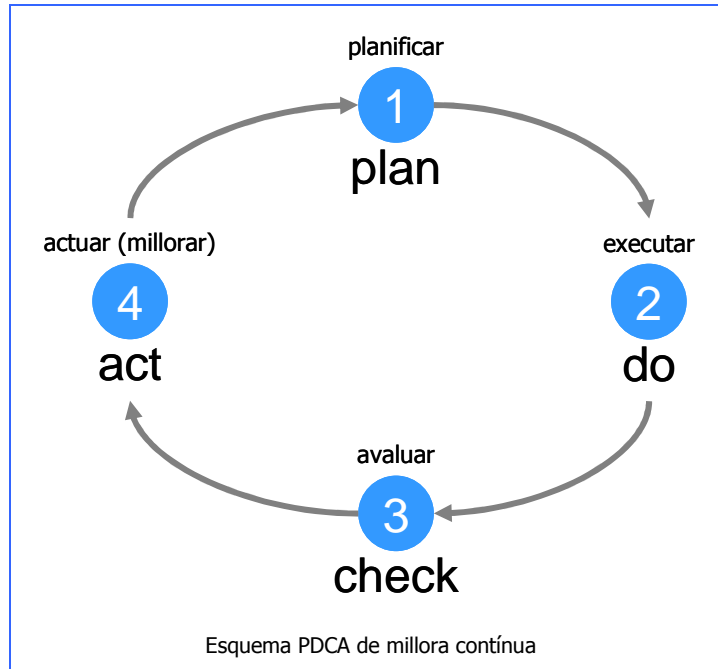 planificar
1
plan
executar
2
do
avaluar
3
check
actuar (millorar)
4
act
Esquema PDCA de millora contínua